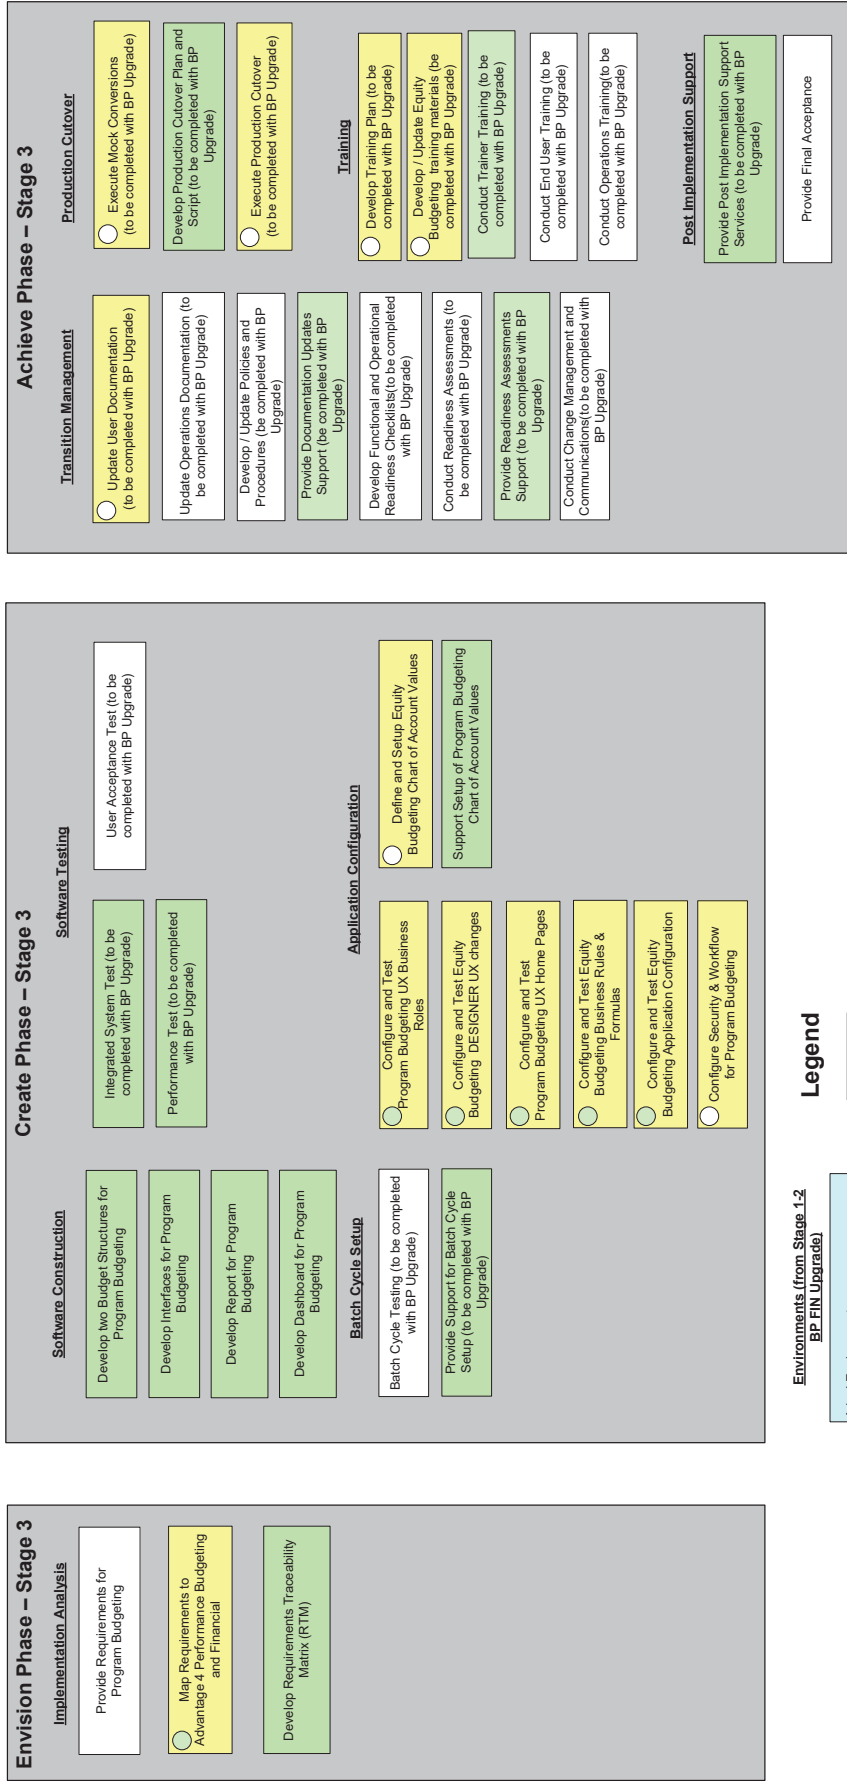 Envision Phase – Stage 3
Implementation Analysis
Provide Requirements for
Program Budgeting
Map Requirements to
Advantage 4 Performance Budgeting
and Financial
Develop Requirements Traceability
Matrix (RTM)
Create Phase – Stage 3
Software Construction
Develop two Budget Structures for
Program Budgeting
Develop Interfaces for Program
Budgeting
Develop Report for Program
Budgeting
Develop Dashboard for Program
Budgeting
Software Testing
Integrated System Test (to be
completed with BP Upgrade)
Performance Test (to be completed
with BP Upgrade)
User Acceptance Test (to be
completed with BP Upgrade)
Batch Cycle Setup
Batch Cycle Testing (to be completed
with BP Upgrade)
Provide Support for Batch Cycle
Setup (to be completed with BP
Upgrade)
Application Configuration
Configure and Test
Program Budgeting UX Business
Roles
Configure and Test Equity
Budgeting DESIGNER UX changes
Configure and Test
Program Budgeting UX Home Pages
Configure and Test Equity
Budgeting Business Rules &
Formulas
Configure and Test Equity
Budgeting Application Configuration
Configure Security & Workflow
for Program Budgeting
Define and Setup Equity
Budgeting Chart of Account Values
Support Setup of Program Budgeting
Chart of Account Values
Achieve Phase – Stage 3
Transition Management
Update User Documentation
(to be completed with BP Upgrade)
Update Operations Documentation (to
be completed with BP Upgrade)
Develop / Update Policies and
Procedures (be completed with BP
Upgrade)
Provide Documentation Updates
Support (be completed with BP
Upgrade)
Develop Functional and Operational
Readiness Checklists(to be completed
with BP Upgrade)
Conduct Readiness Assessments (to
be completed with BP Upgrade)
Provide Readiness Assessments
Support (to be completed with BP
Upgrade)
Conduct Change Management and
Communications(to be completed with
BP Upgrade)
Production Cutover
Execute Mock Conversions
(to be completed with BP Upgrade)
Develop Production Cutover Plan and
Script (to be completed with BP
Upgrade)
Execute Production Cutover
(to be completed with BP Upgrade)
Training
Develop Training Plan (to be
completed with BP Upgrade)
Develop / Update Equity
Budgeting training materials (be
completed with BP Upgrade)
Conduct Trainer Training (to be
completed with BP Upgrade)
Conduct End User Training (to be
completed with BP Upgrade)
Conduct Operations Training(to be
completed with BP Upgrade)
Post Implementation Support
Provide Post Implementation Support
Services (to be completed with BP
Upgrade)
Provide Final Acceptance
Environments (from Stage 1-2
BP FIN Upgrade)
Legend